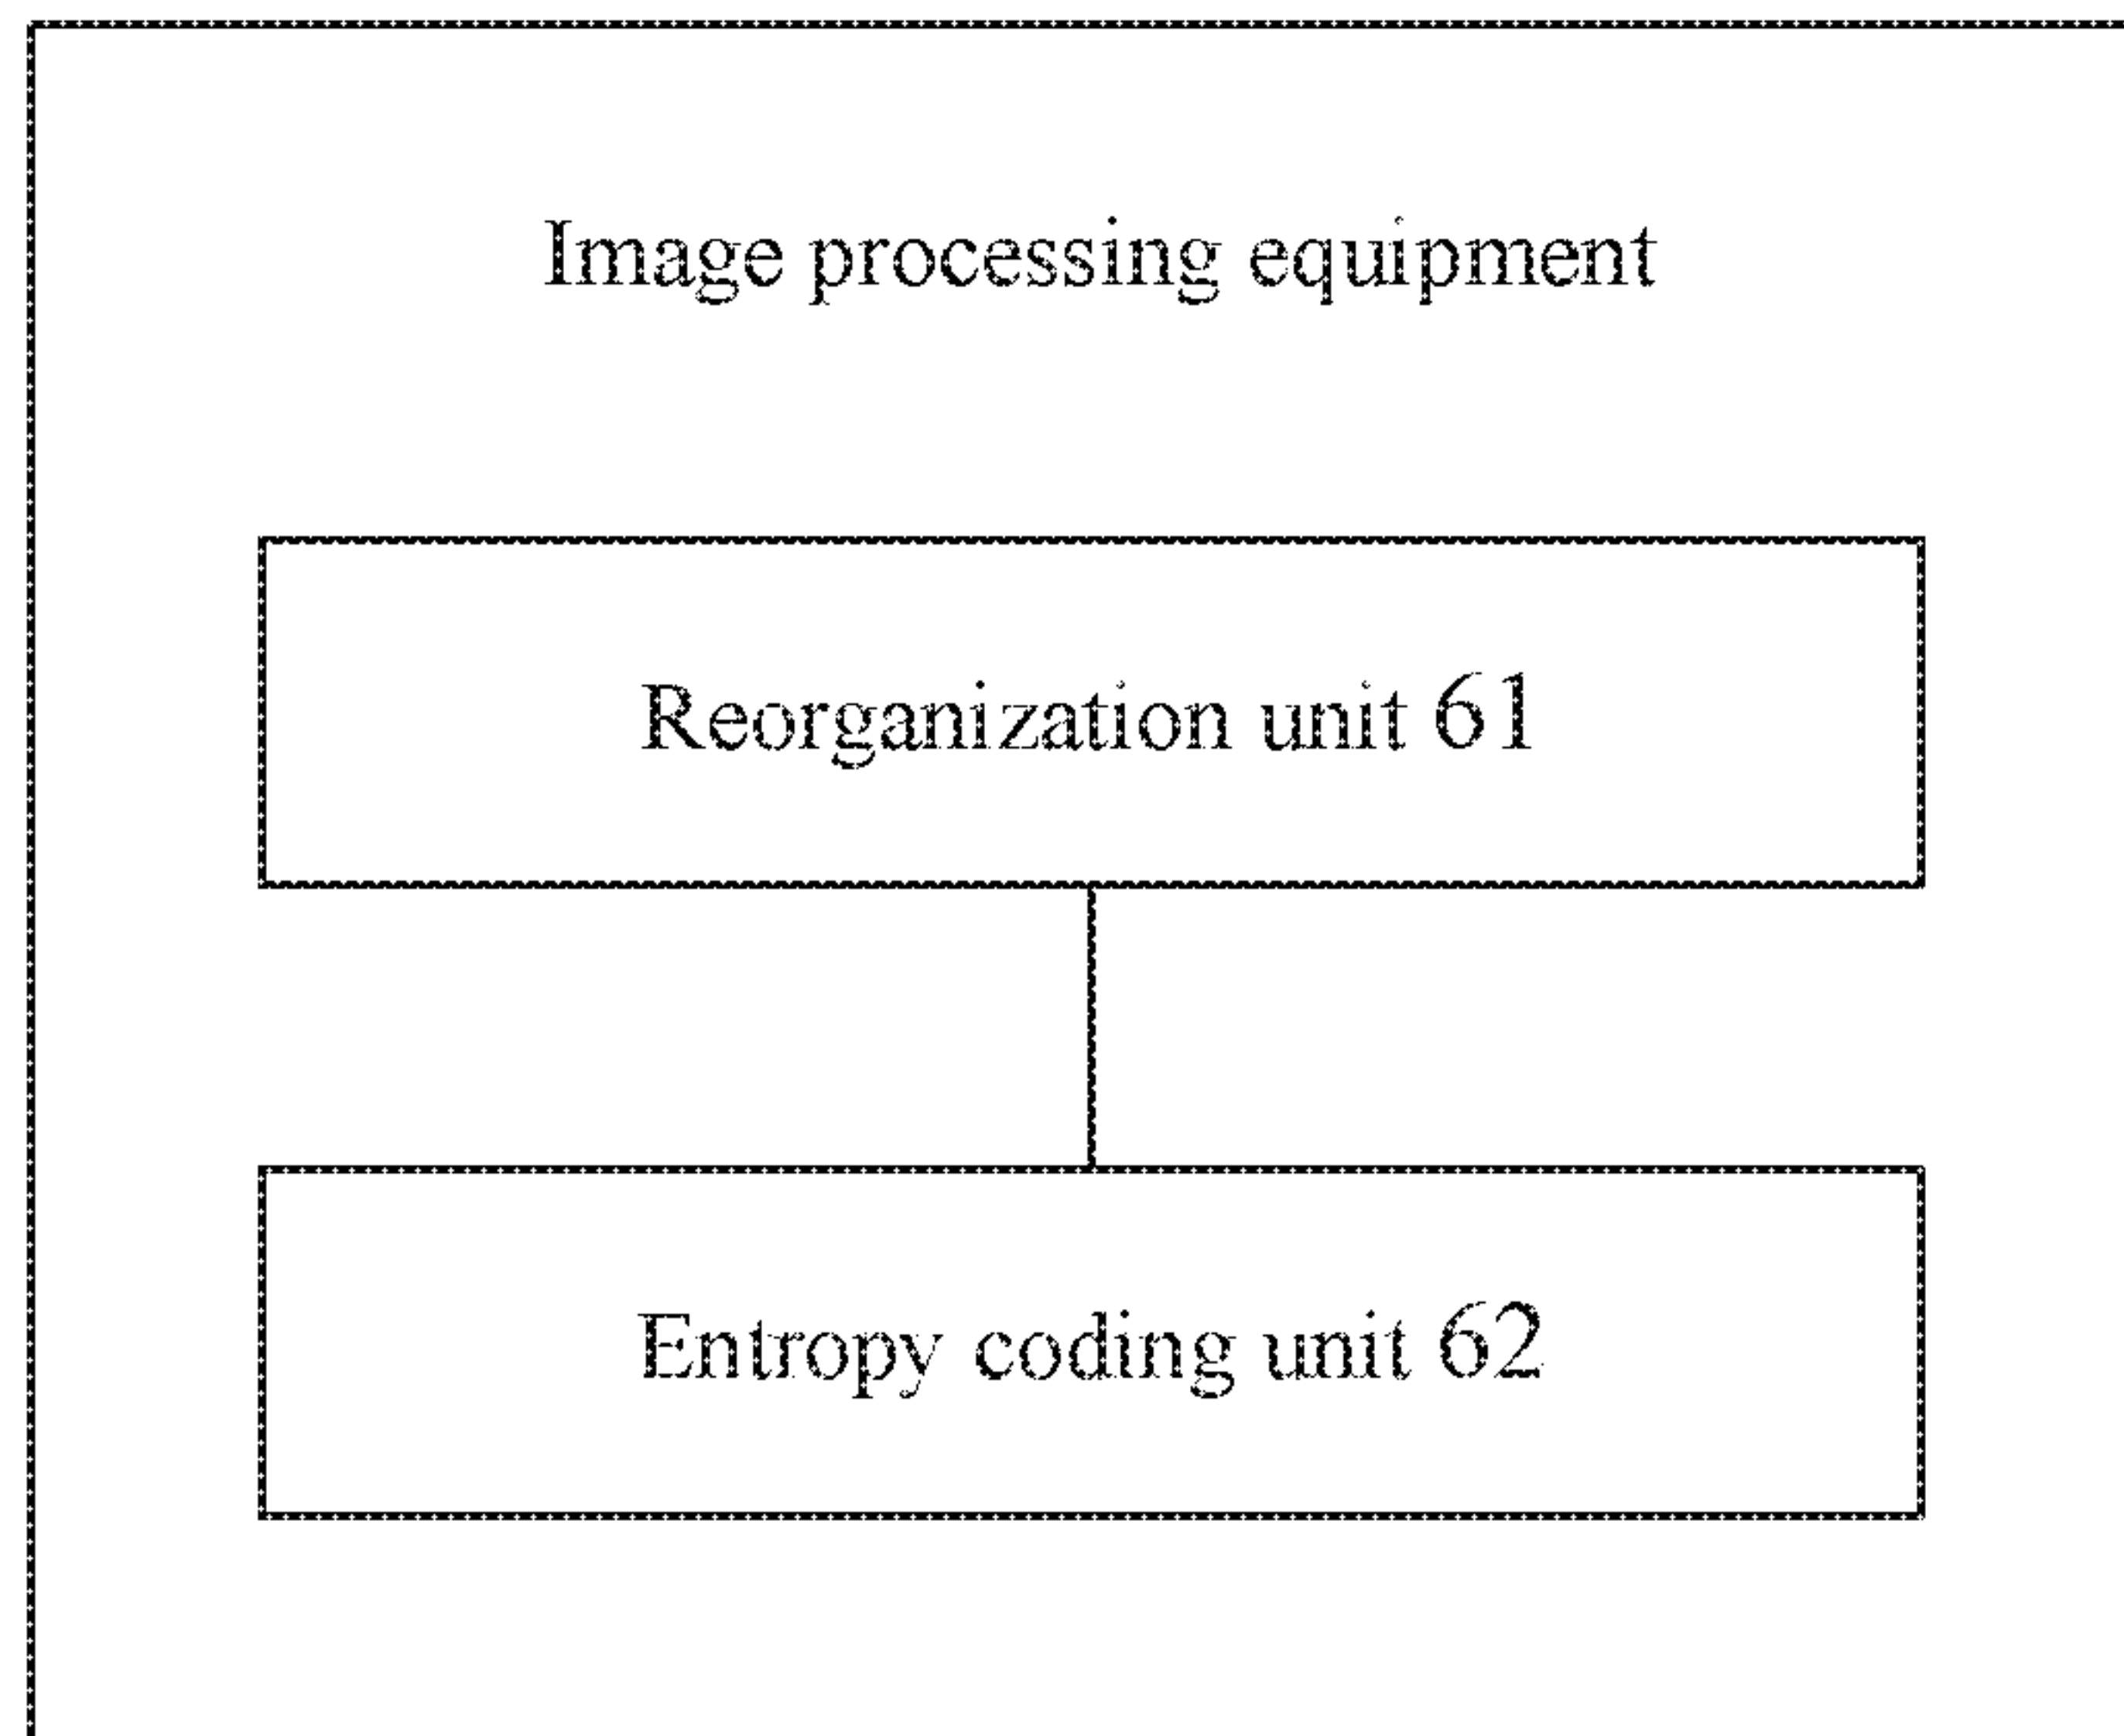 Image processing equipment
Reorganization unit 61
Entropy coding unit 62